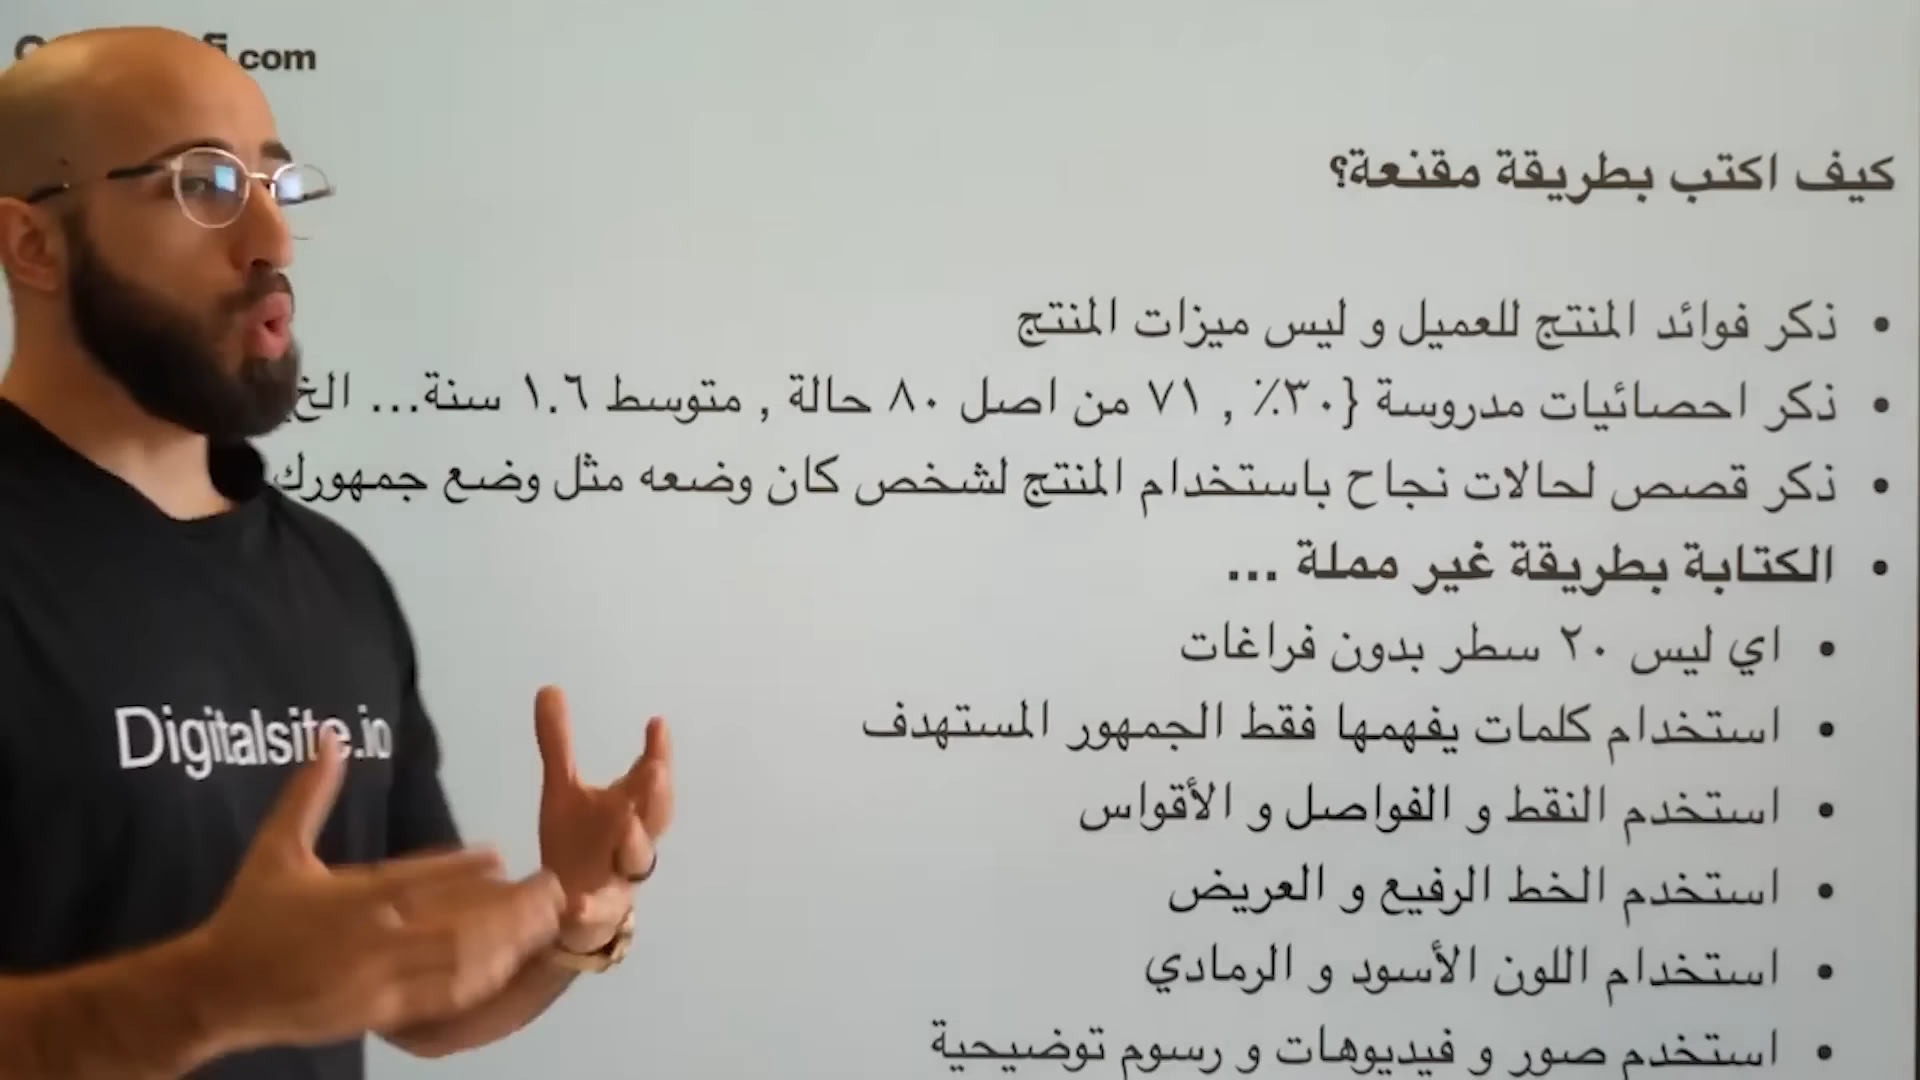 .com
كيف اكتب بطريقة مقنعة؟
• ذكر فوائد المنتج للعميل و ليس ميزات المنتج
• ذكر احصائيات مدروسة {٣٠٪ , ٧١ من اصل ٨٠ حالة , متوسط ١.٦ سنة... الخ
• ذكر قصص لحالات نجاح باستخدام المنتج لشخص كان وضعه مثل وضع جمهورك
• الكتابة بطريقة غير مملة ...
• اي ليس ٢٠ سطر بدون فراغات
• استخدام كلمات يفهمها فقط الجمهور المستهدف
• استخدم النقط و الفواصل و الأقواس
• استخدم الخط الرفيع و العريض
• استخدام اللون الأسود و الرمادي
• استخدم صور و فيديوهات و رسوم توضيحية
Digitalsite.io